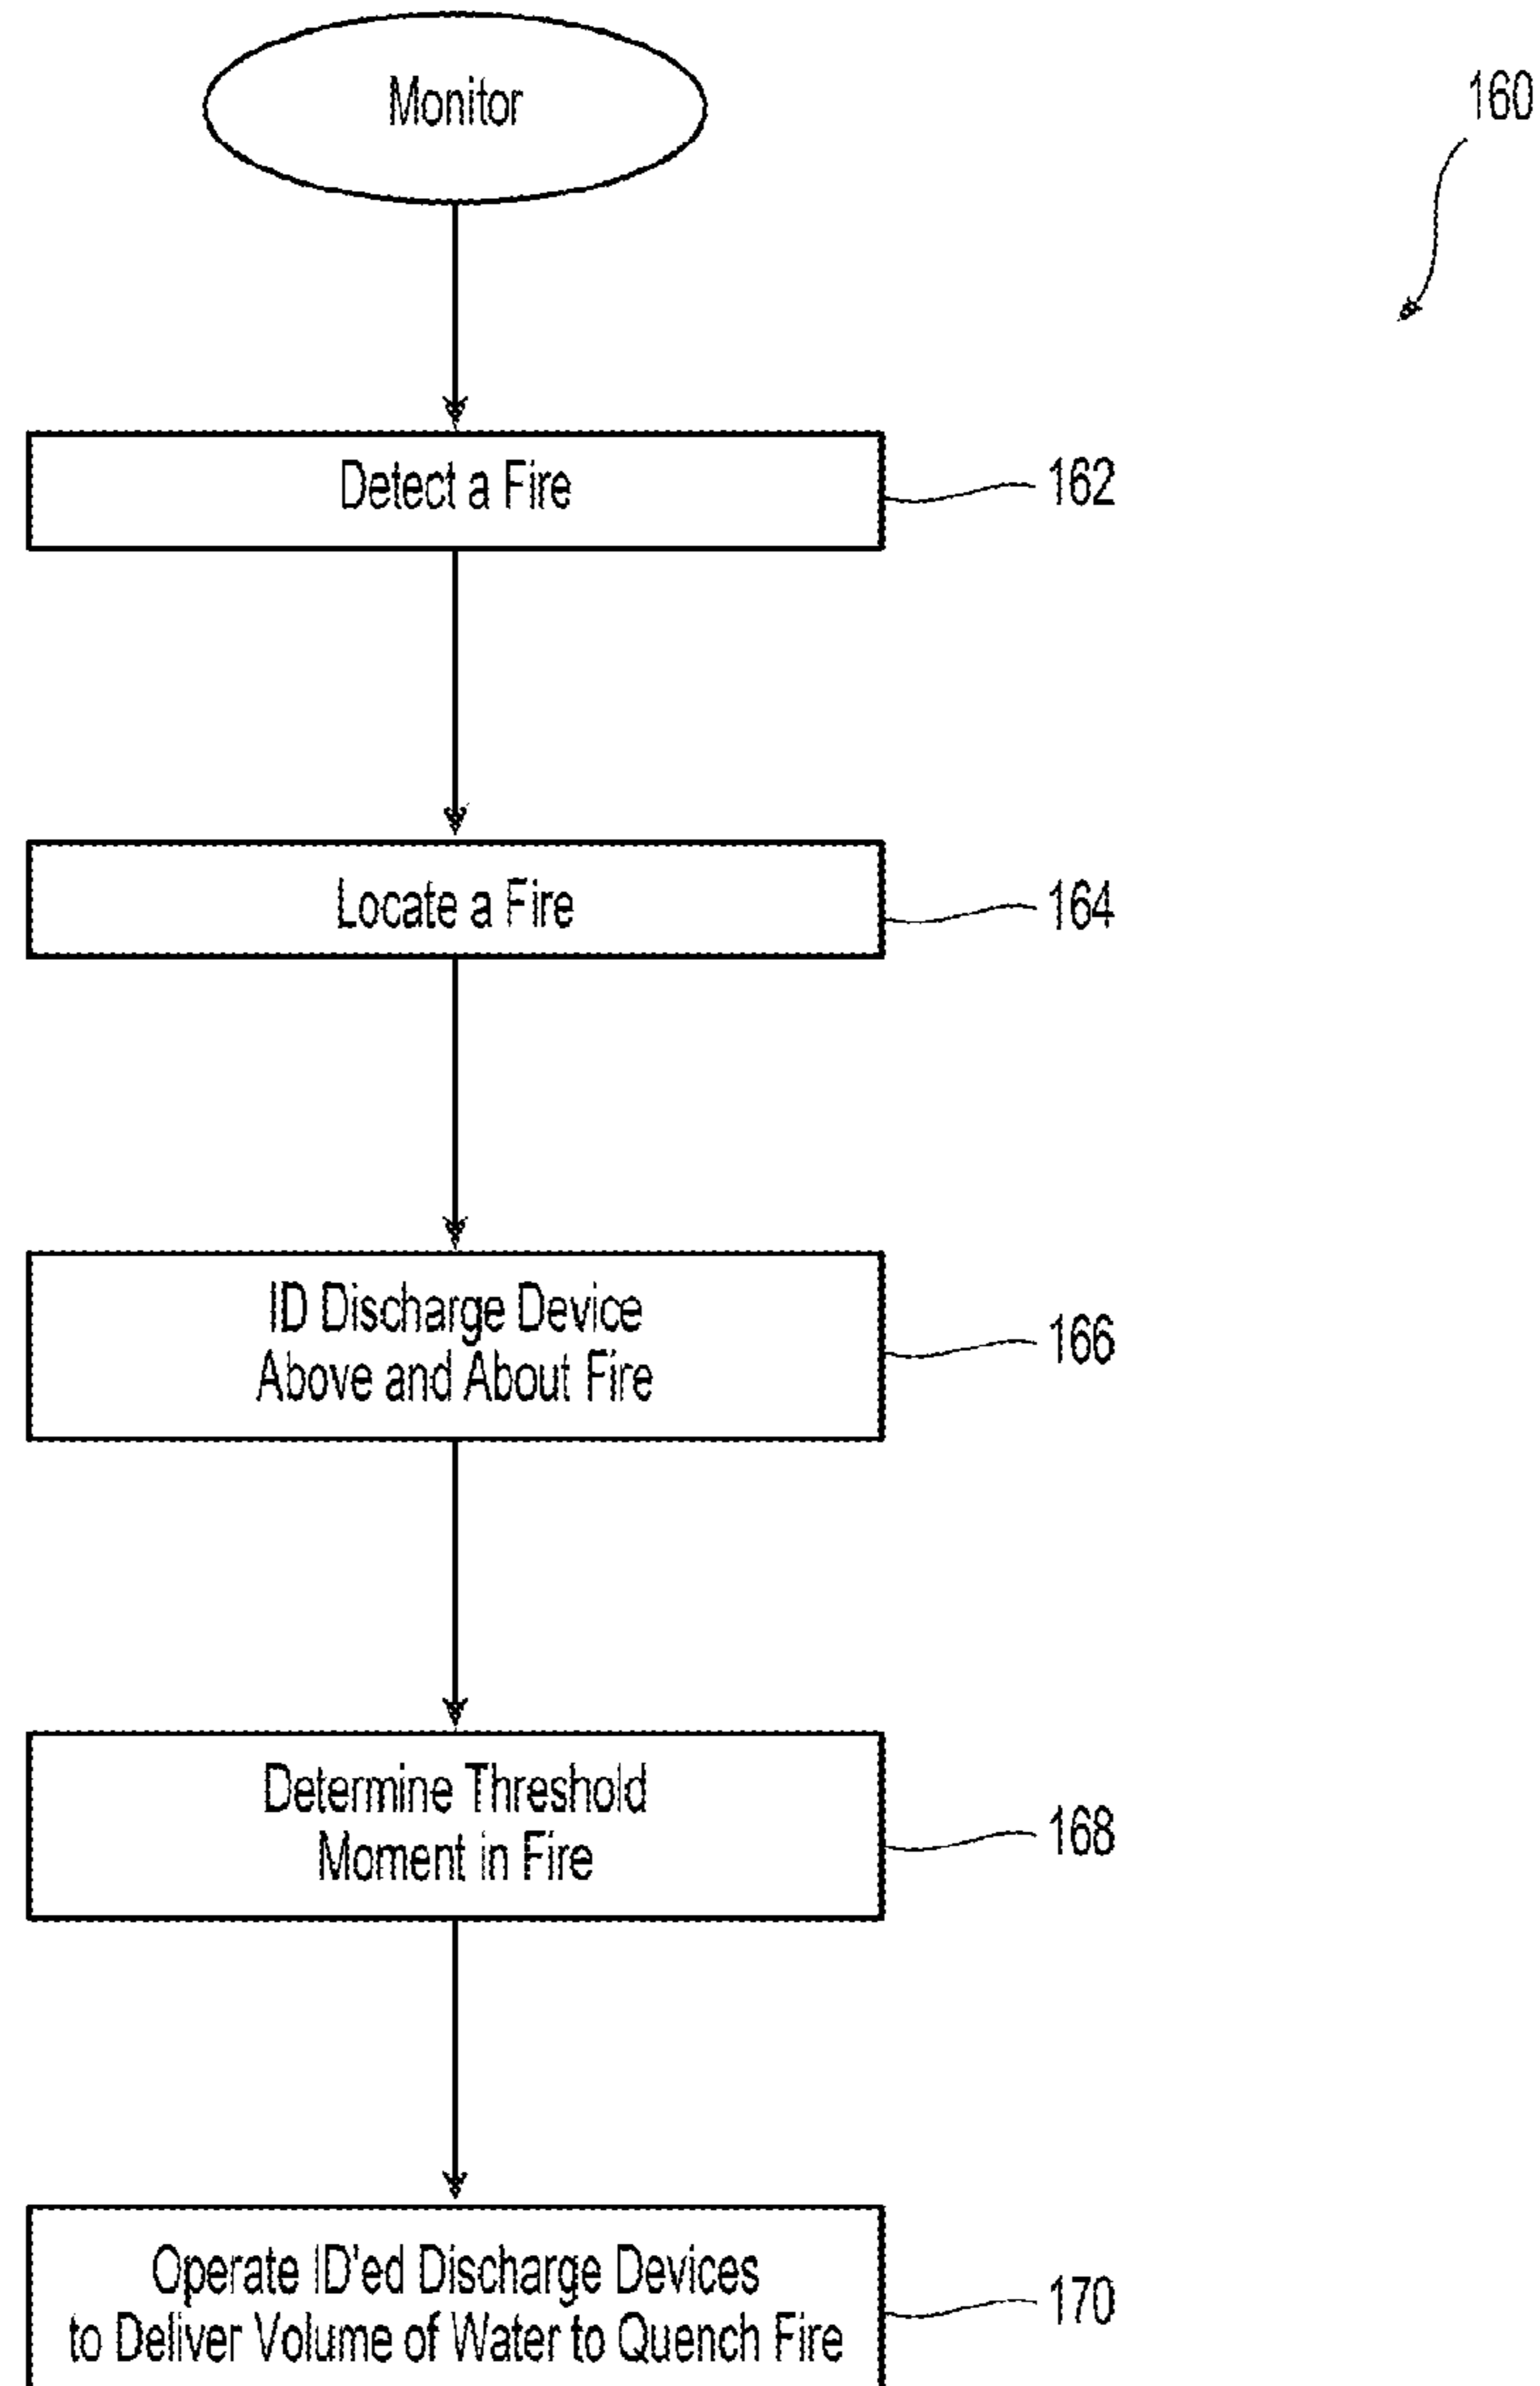 Monitor
160
Detect a Fire
162
Locate a Fire
164
ID Discharge Device
Above and About Fire
166
Determine Threshold
Moment in Fire
168
Operate ID'ed Discharge Devices
to Deliver Volume of Water to Quench Fire
170